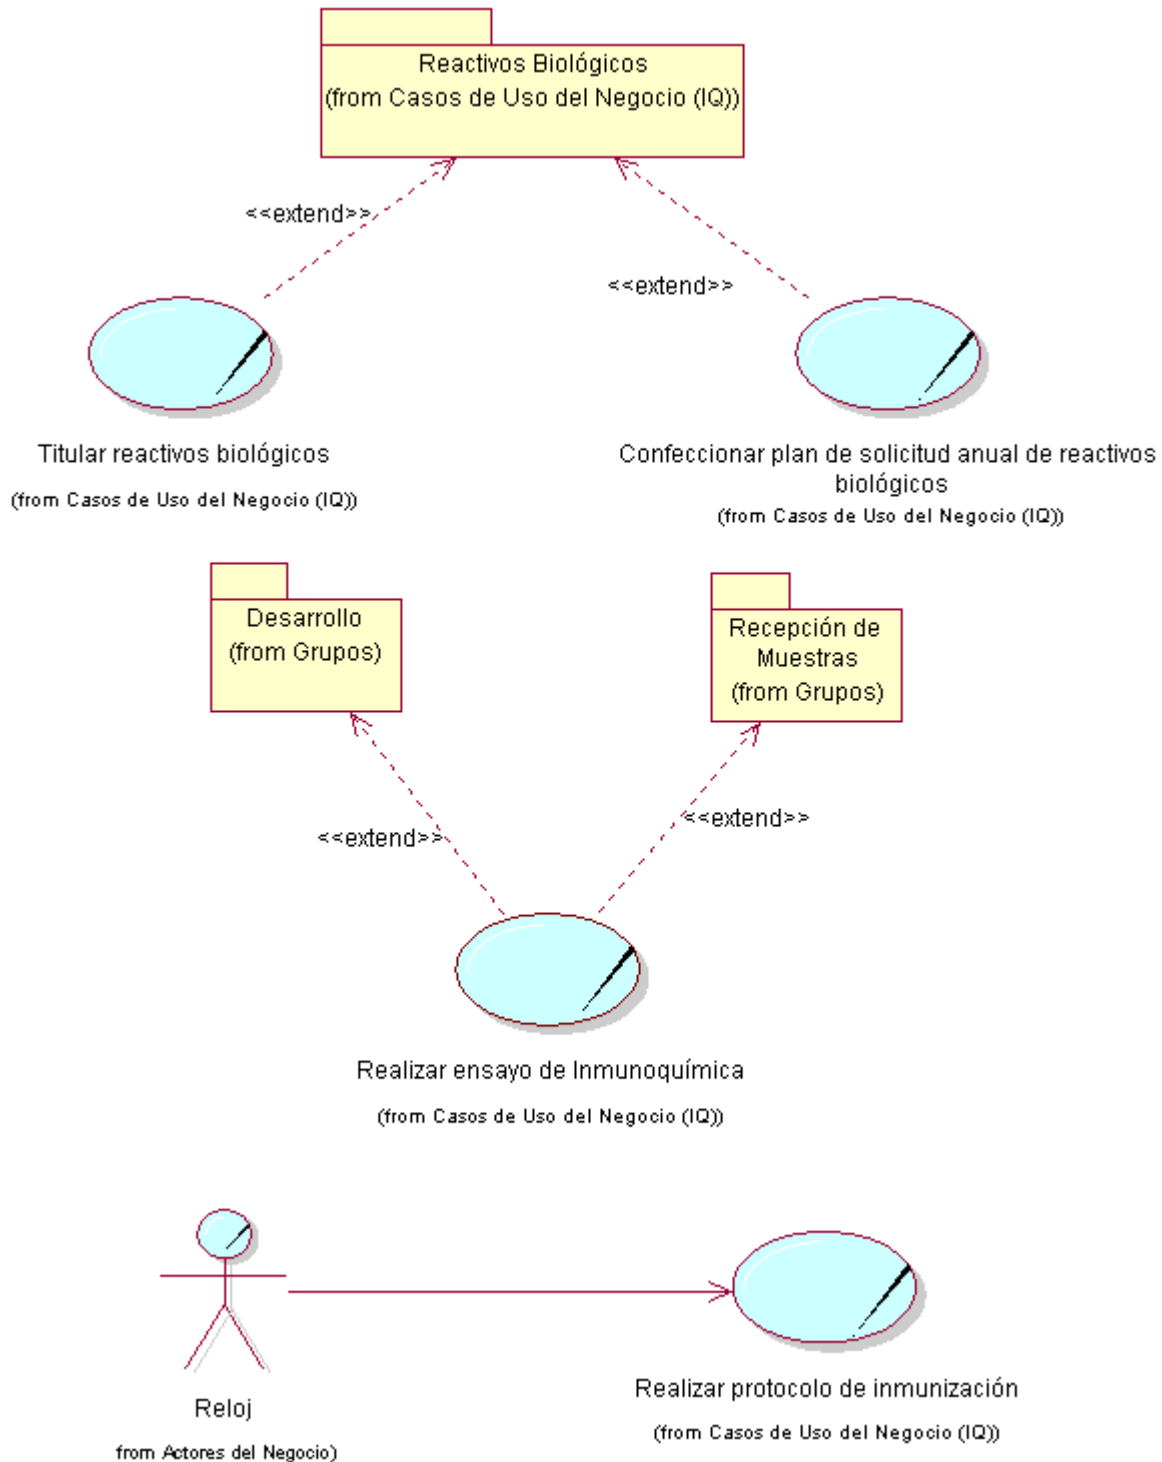 Reactivos Biológicos
(from Casos de Uso del Negocio (IQ))
<<extend>>
<<extend>>
Titular reactivos biológicos
(from Casos de Uso del Negocio (IQ))
Confeccionar plan de solicitud anual de reactivos
biológicos
(from Casos de Uso del Negocio (IQ))
Desarrollo
(from Grupos)
Recepción de
Muestras
(from Grupos)
<<extend>>
<<extend>>
Realizar ensayo de Inmunoquímica
(from Casos de Uso del Negocio (IQ))
Reloj
from Actores del Negocio)
Realizar protocolo de inmunización
(from Casos de Uso del Negocio (IQ))